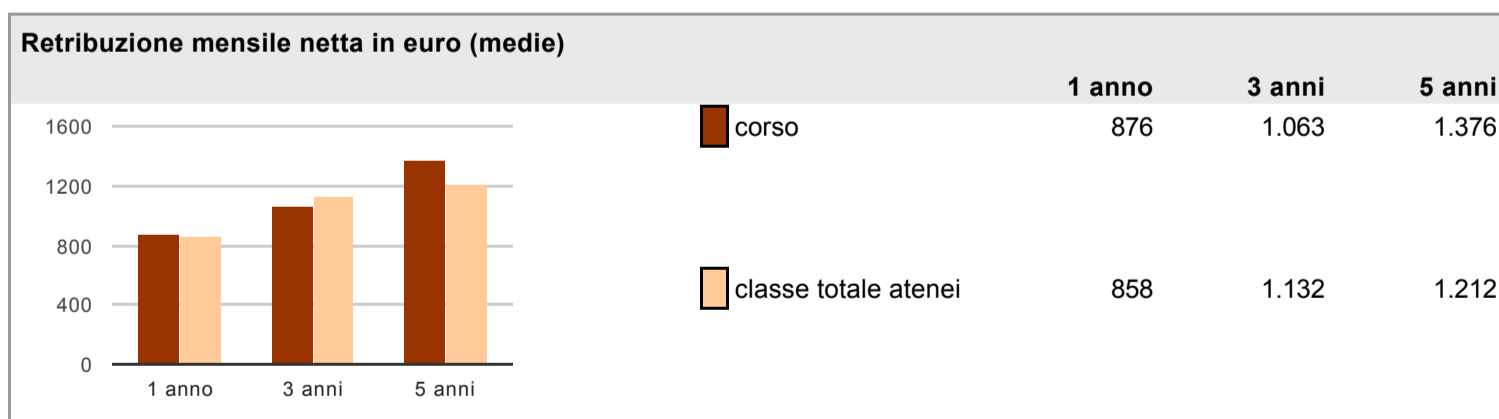 Retribuzione mensile netta in euro (medie)
1 anno 3 anni 5 anni
1600
1200
800
400
0
1 anno 3 anni 5 anni
corso 876 1.063 1.376
classe totale atenei 858 1.132 1.212